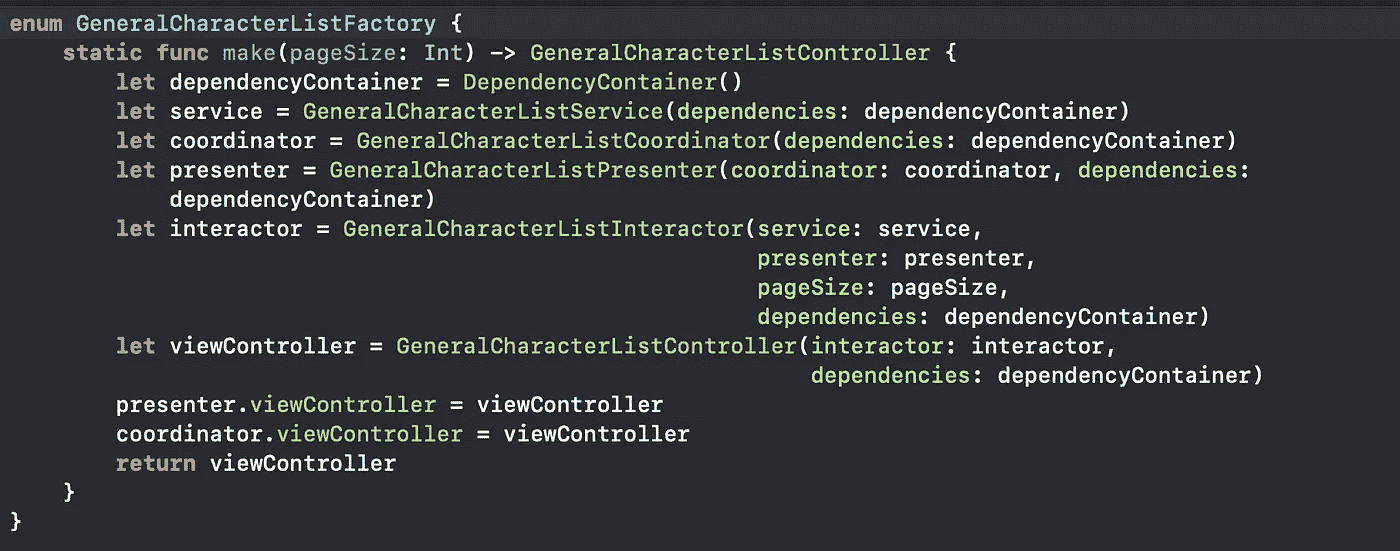 enum GeneralCharacterListFactory {
    static func make(pageSize: Int) -> GeneralCharacterListController {
        let dependencyContainer = DependencyContainer()
        let service = GeneralCharacterListService(dependencies: dependencyContainer)
        let coordinator = GeneralCharacterListCoordinator(dependencies: dependencyContainer)
        let presenter = GeneralCharacterListPresenter(coordinator: coordinator, dependencies:
            dependencyContainer)
        let interactor = GeneralCharacterListInteractor(service: service,
                                                        presenter: presenter,
                                                        pageSize: pageSize,
                                                        dependencies: dependencyContainer)
        let viewController = GeneralCharacterListController(interactor: interactor,
                                                            dependencies: dependencyContainer)
        presenter.viewController = viewController
        coordinator.viewController = viewController
        return viewController
    }
}